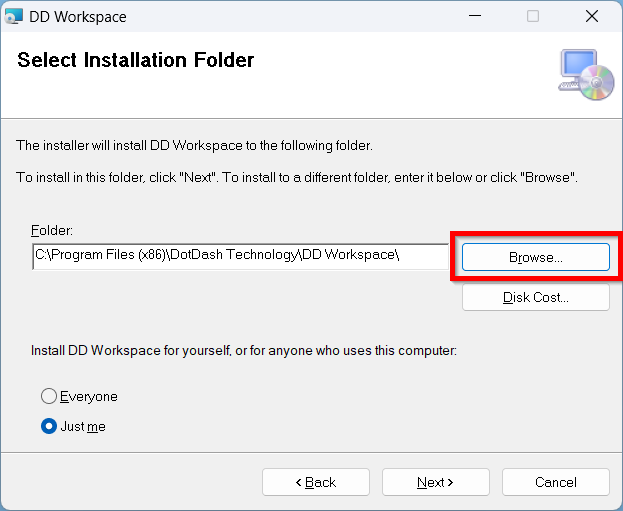 DD Workspace
Select Installation Folder
The installer will install DD Workspace to the following folder.
To install in this folder, click "Next". To install to a different folder, enter it below or click "Browse".
Folder:
C:\Program Files (x86)\DotDash Technology\DD Workspace\
Browse...
Disk Cost...
Install DD Workspace for yourself, or for anyone who uses this computer:
Everyone
Just me
< Back
Next >
Cancel